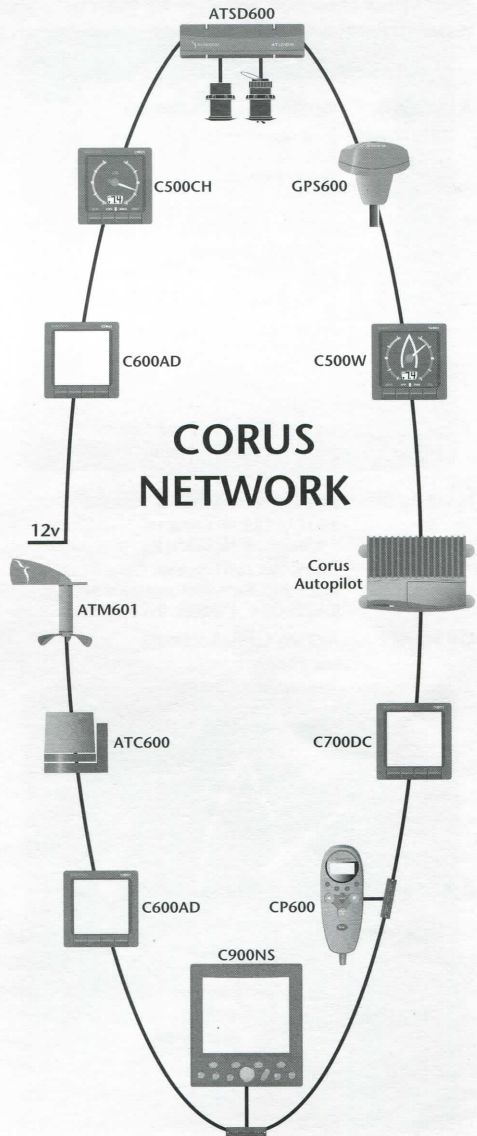 ATSD600
C500CH
GPS600
C600AD
C500W
CORUS
NETWORK
12v
Corus
Autopilot
ATM601
ATC600
C700DC
C600AD
CP600
C900NS